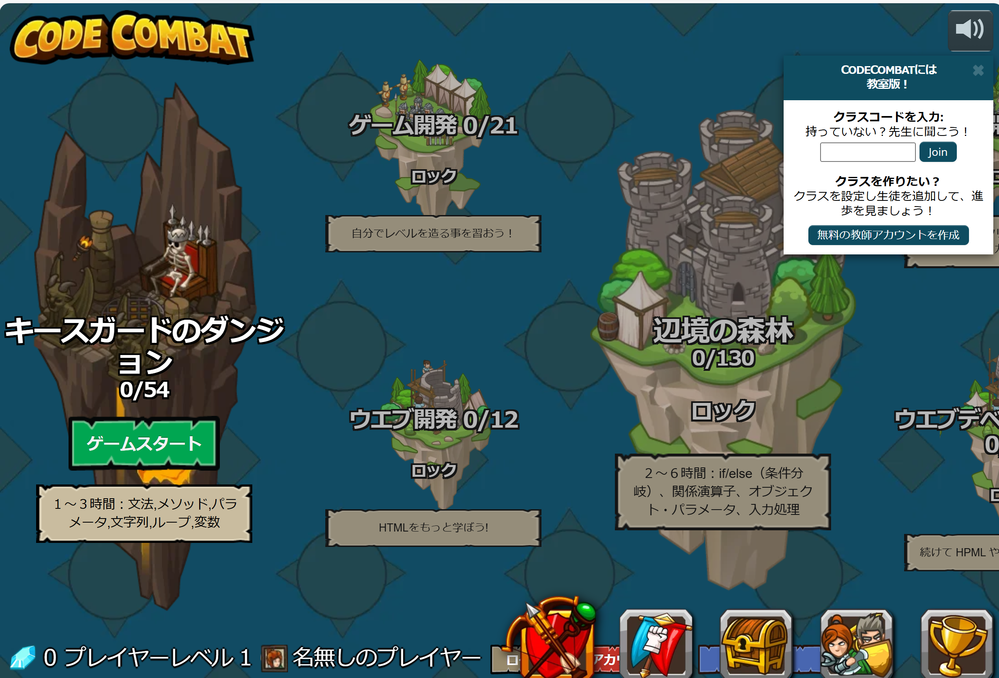 CODE COMBAT
CODECOMBATには
教室版！
クラスコードを入力:
持っていない？先生に聞こう！
Join
クラスを作りたい？
クラスを設定し生徒を追加して、進
歩を見ましょう！
無料の教師アカウントを作成
ゲーム開発 0/21
ロック
自分でレベルを造る事を習おう！
キースガードのダンジ
ョン
0/54
ゲームスタート
１～３時間：文法,メソッド,パラ
メータ,文字列,ループ,変数
辺境の森林
0/130
ロック
２～６時間：if/else（条件分
岐）、関係演算子、オブジェク
ト・パラメータ、入力処理
ウエブ開発 0/12
ロック
HTMLをもっと学ぼう!
ウエブデベ
0
ロ
続けて HPML や
0 プレイヤーレベル 1 名無しのプレイヤー
ロ
アカ